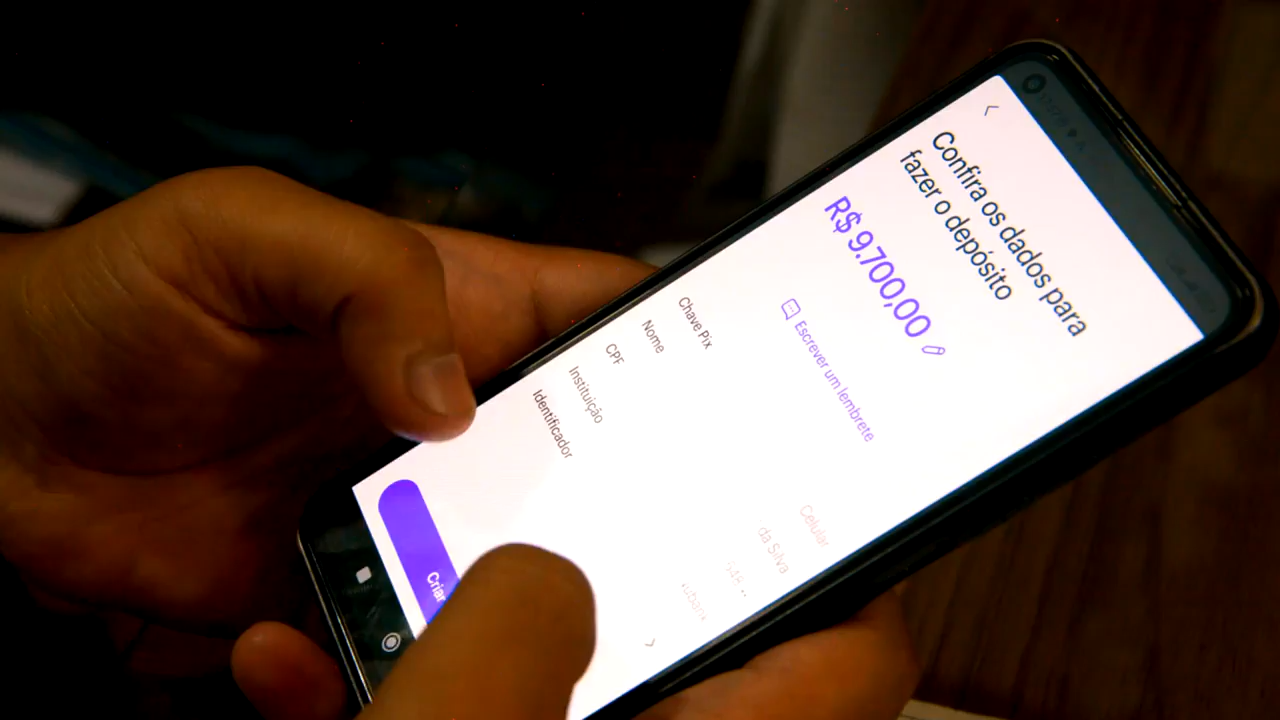 Confira os dados para
fazer o depósito
R$ 9.700,00
Escrever um lembrete
Chave Pix
Celular
Nome
da Silva
CPF
Instituição
Identificador
Criar